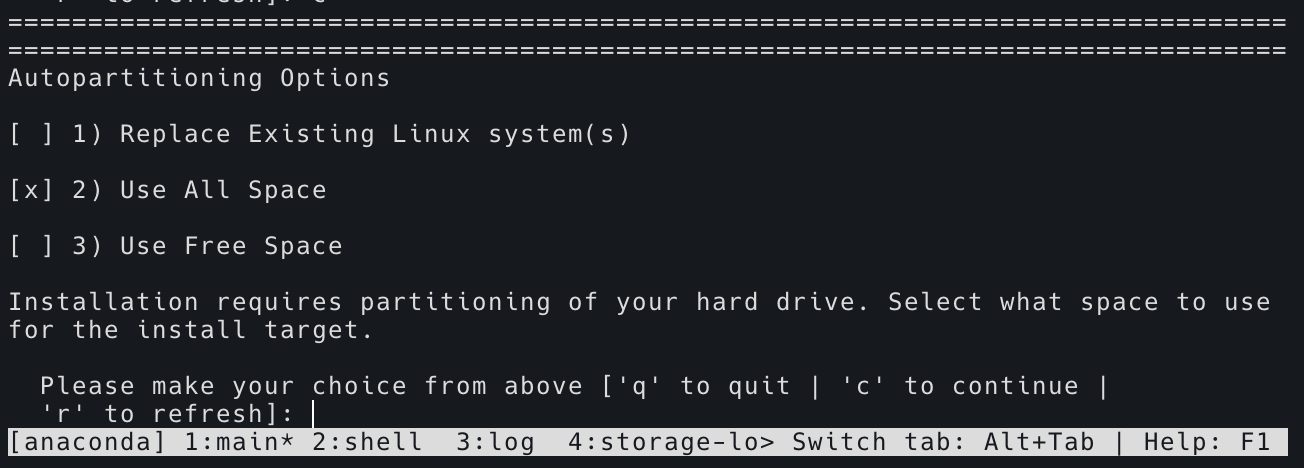 ================================================================================
================================================================================
Autopartitioning Options
[ ] 1) Replace Existing Linux system(s)
[x] 2) Use All Space
[ ] 3) Use Free Space
Installation requires partitioning of your hard drive. Select what space to use
for the install target.
Please make your choice from above ['q' to quit | 'c' to continue |
'r' to refresh]:
[anaconda] 1:main* 2:shell  3:log  4:storage-lo> Switch tab: Alt+Tab | Help: F1